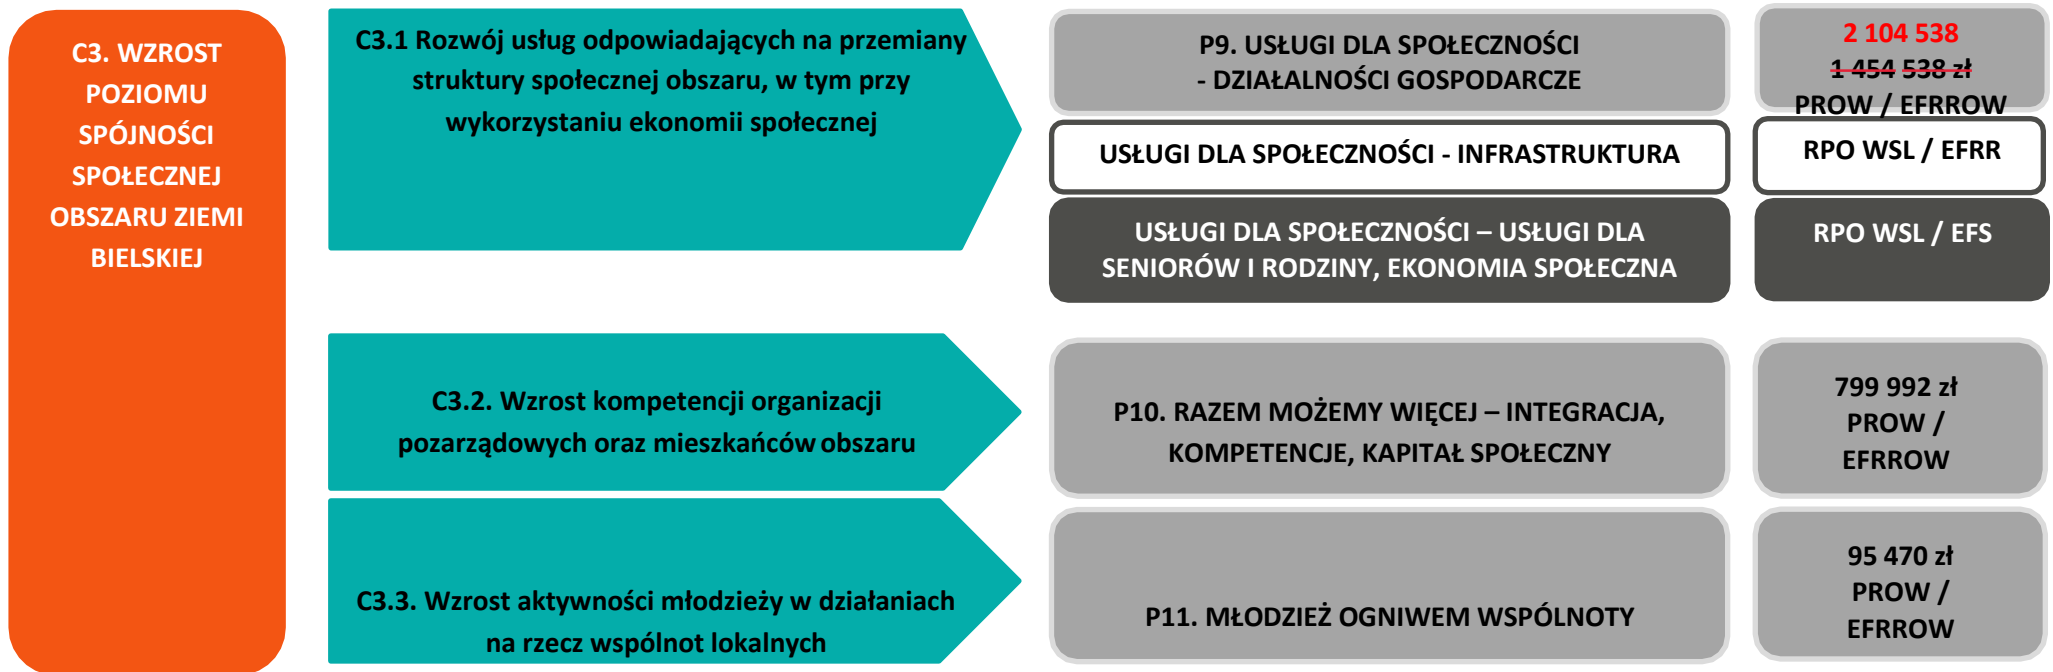 C3. WZROST
POZIOMU
SPÓJNOŚCI
SPOŁECZNEJ
OBSZARU ZIEMI
BIELSKIEJ
C3.1 Rozwój usług odpowiadających na przemiany
struktury społecznej obszaru, w tym przy
wykorzystaniu ekonomii społecznej
P9. USŁUGI DLA SPOŁECZNOŚCI
- DZIAŁALNOŚCI GOSPODARCZE
2 104 538
1 454 538 zł
PROW / EFRROW
USŁUGI DLA SPOŁECZNOŚCI - INFRASTRUKTURA
RPO WSL / EFRR
USŁUGI DLA SPOŁECZNOŚCI – USŁUGI DLA
SENIORÓW I RODZINY, EKONOMIA SPOŁECZNA
RPO WSL / EFS
C3.2. Wzrost kompetencji organizacji
pozarządowych oraz mieszkańców obszaru
P10. RAZEM MOŻEMY WIĘCEJ – INTEGRACJA,
KOMPETENCJE, KAPITAŁ SPOŁECZNY
799 992 zł
PROW /
EFRROW
C3.3. Wzrost aktywności młodzieży w działaniach
na rzecz wspólnot lokalnych
P11. MŁODZIEŻ OGNIWEM WSPÓLNOTY
95 470 zł
PROW /
EFRROW